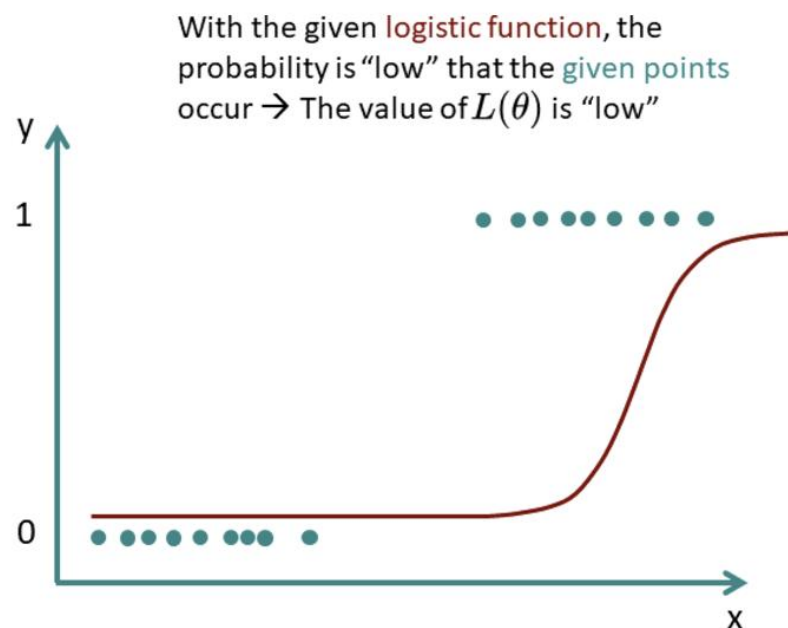 With the given logistic function, the
probability is “low” that the given points
occur → The value of L(θ) is “low”
y
1
0
x